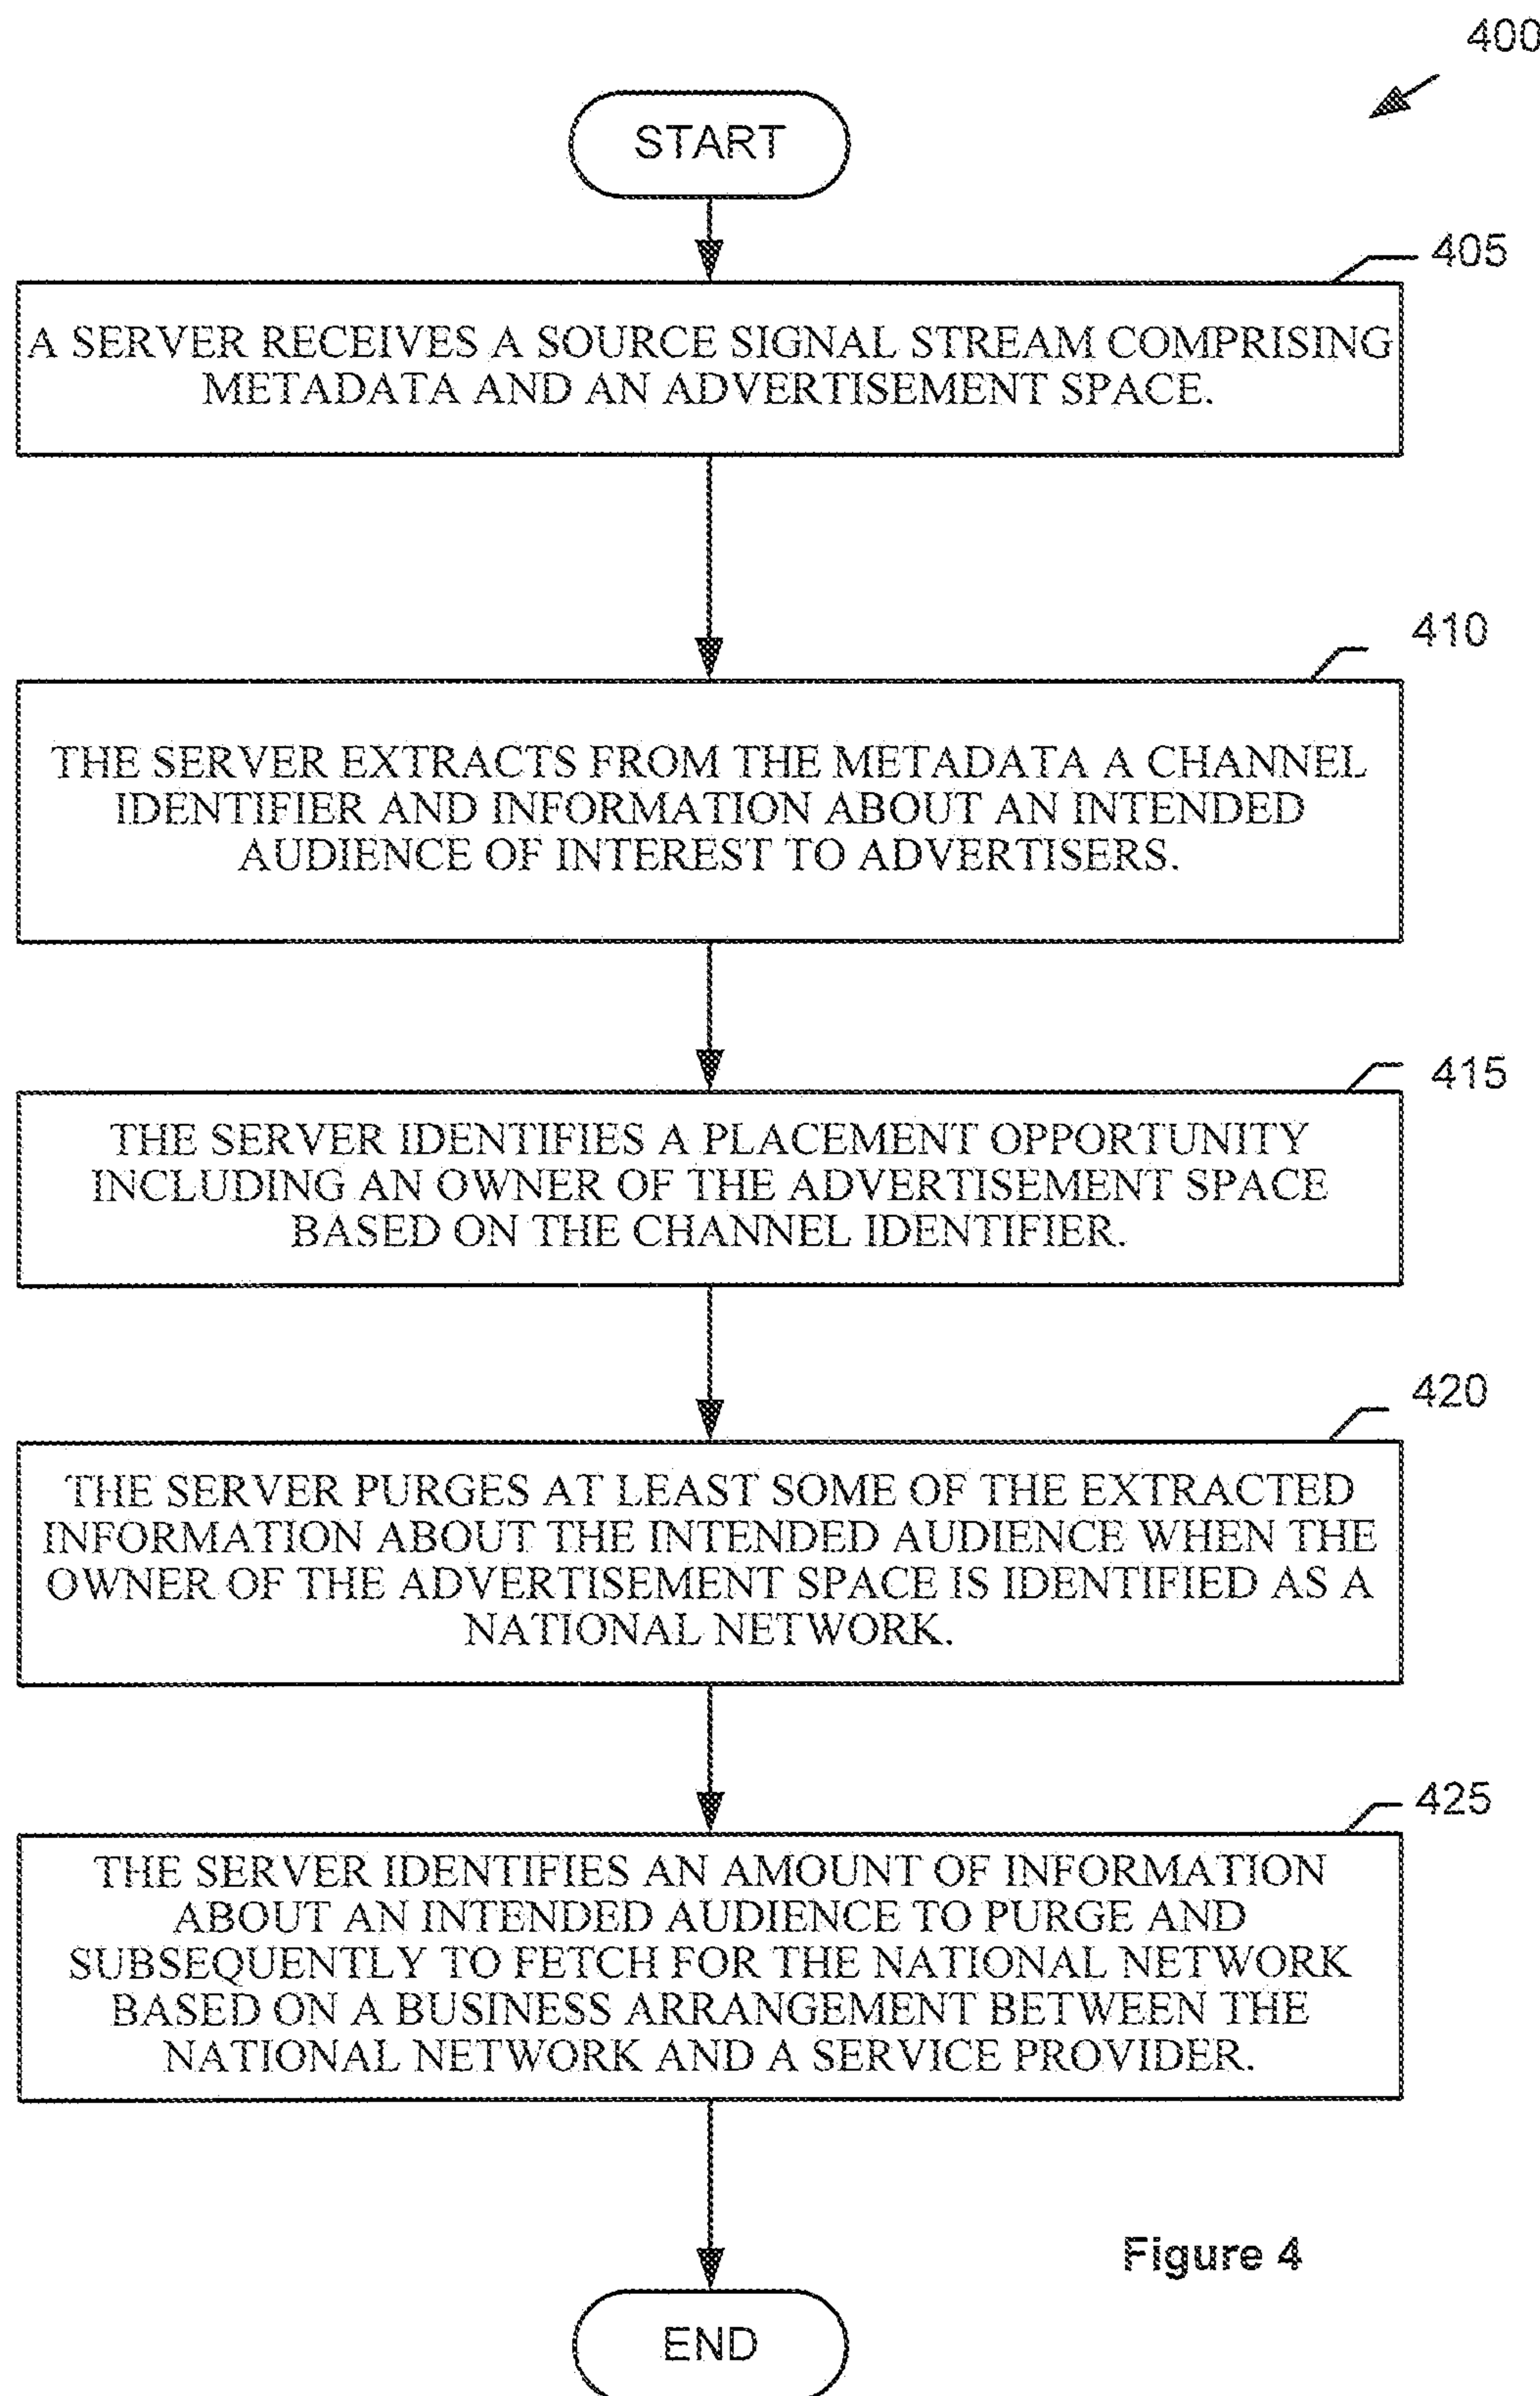 400
START
405
A SERVER RECEIVES A SOURCE SIGNAL STREAM COMPRISING
METADATA AND AN ADVERTISEMENT SPACE.
410
THE SERVER EXTRACTS FROM THE METADATA A CHANNEL
IDENTIFIER AND INFORMATION ABOUT AN INTENDED
AUDIENCE OF INTEREST TO ADVERTISERS.
415
THE SERVER IDENTIFIES A PLACEMENT OPPORTUNITY
INCLUDING AN OWNER OF THE ADVERTISEMENT SPACE
BASED ON THE CHANNEL IDENTIFIER.
420
THE SERVER PURGES AT LEAST SOME OF THE EXTRACTED
INFORMATION ABOUT THE INTENDED AUDIENCE WHEN THE
OWNER OF THE ADVERTISEMENT SPACE IS IDENTIFIED AS A
NATIONAL NETWORK.
425
THE SERVER IDENTIFIES AN AMOUNT OF INFORMATION
ABOUT AN INTENDED AUDIENCE TO PURGE AND
SUBSEQUENTLY TO FETCH FOR THE NATIONAL NETWORK
BASED ON A BUSINESS ARRANGEMENT BETWEEN THE
NATIONAL NETWORK AND A SERVICE PROVIDER.
Figure 4
END